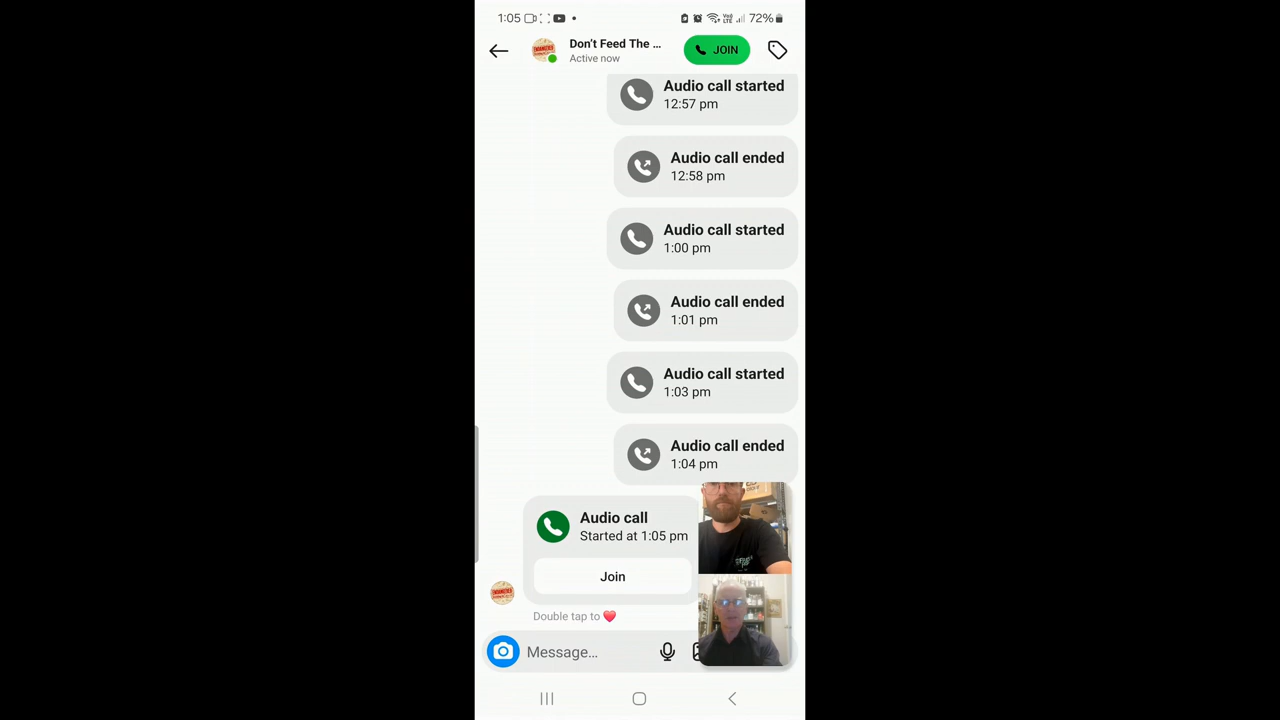 1:05
72%
Don't Feed The ...
JOIN
Active now
Audio call started
12:57 pm
Audio call ended
12:58 pm
Audio call started
1:00 pm
Audio call ended
1:01 pm
Audio call started
1:03 pm
Audio call ended
1:04 pm
Audio call
Started at 1:05 pm
Join
Double tap to ❤️
Message...